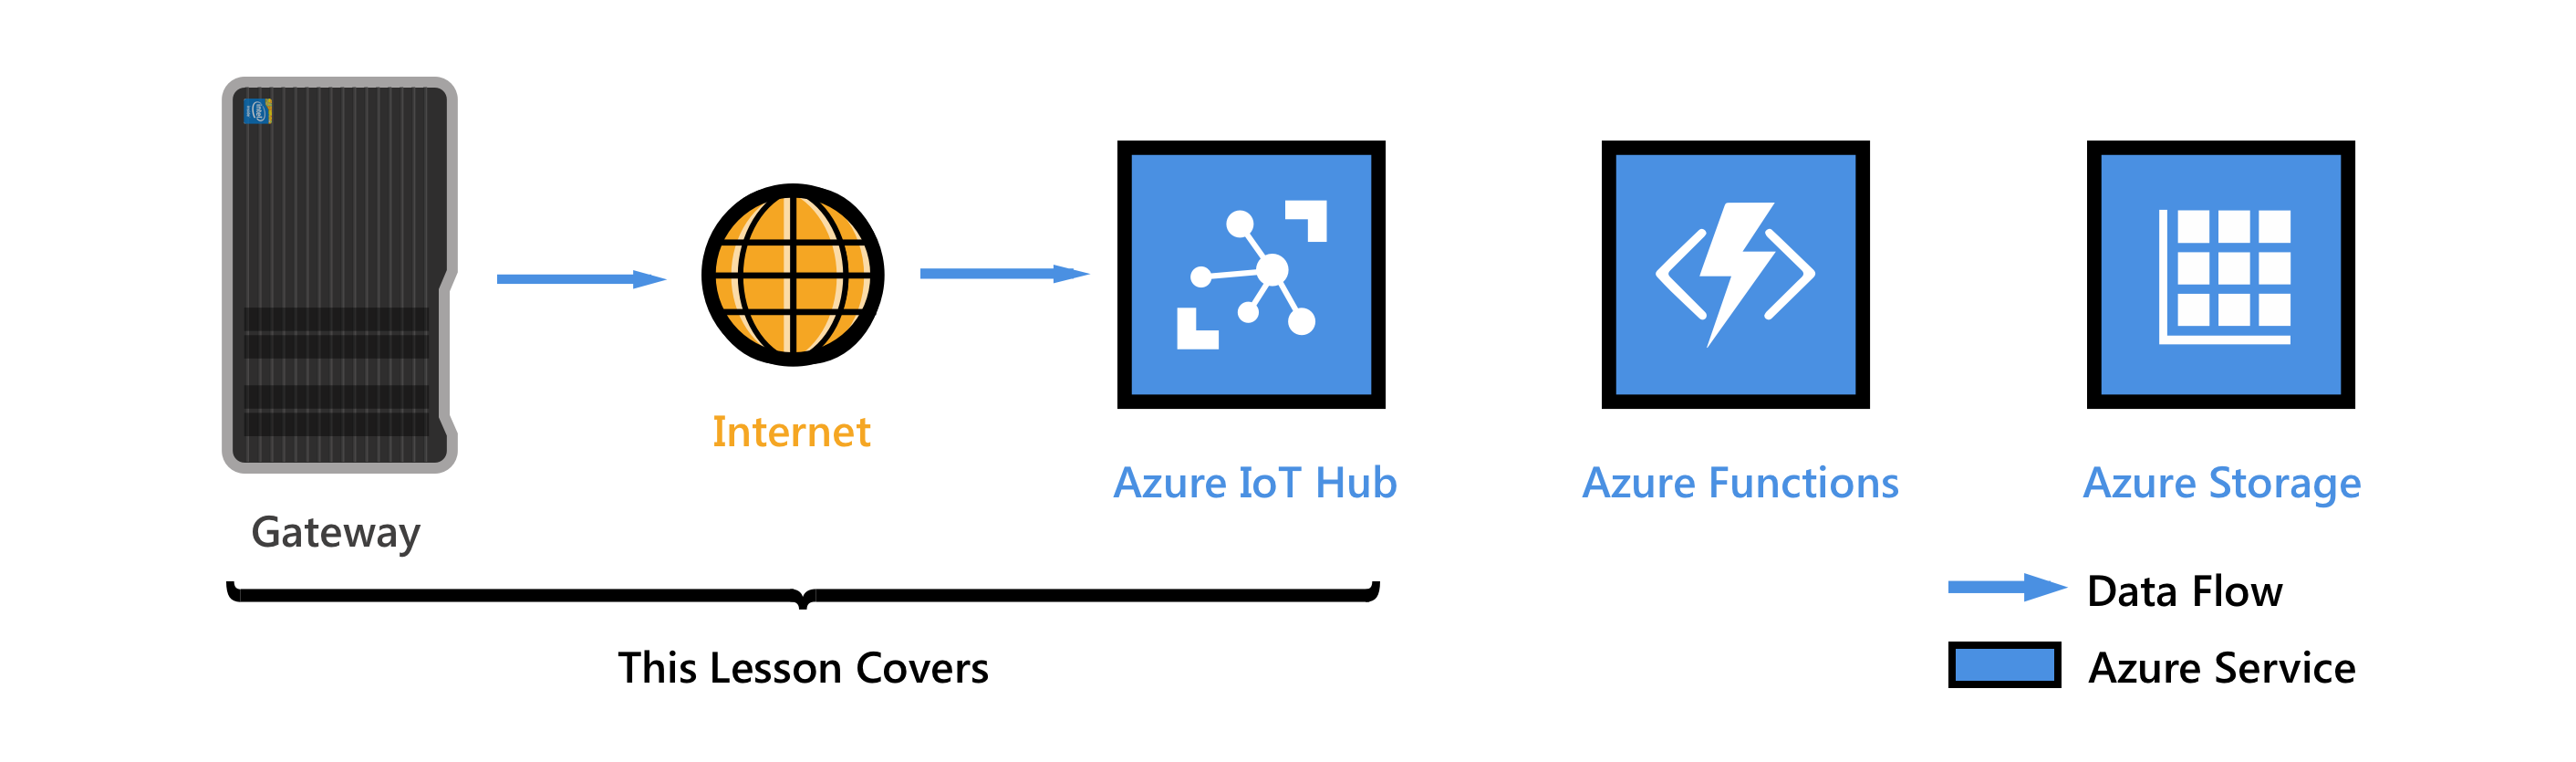 Internet
Azure IoT Hub
Azure Functions
Azure Storage
Gateway
Data Flow
This Lesson Covers
Azure Service